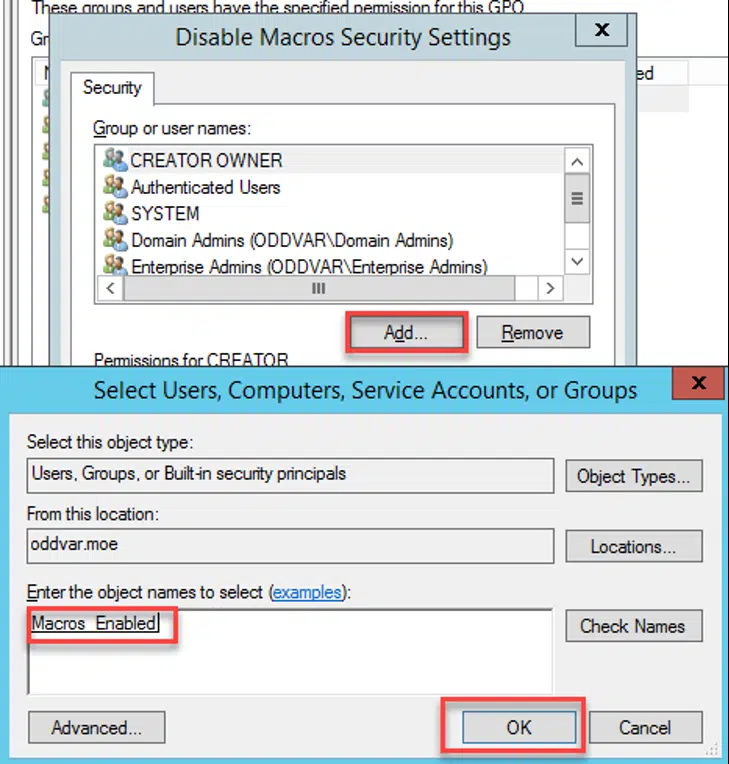 These groups and users have the specified permission for this GPO
Gr
Disable Macros Security Settings
ed
Security
Group or user names:
CREATOR OWNER
Authenticated Users
SYSTEM
Domain Admins (ODDVAR\Domain Admins)
Enterprise Admins (ODDVAR\Enterprise Admins)
Add...
Remove
Permissions for CREATOR
Select Users, Computers, Service Accounts, or Groups
Select this object type:
Users, Groups, or Built-in security principals
Object Types...
From this location:
oddvar.moe
Locations...
Enter the object names to select (examples):
Macros_Enabled
Check Names
Advanced...
OK
Cancel